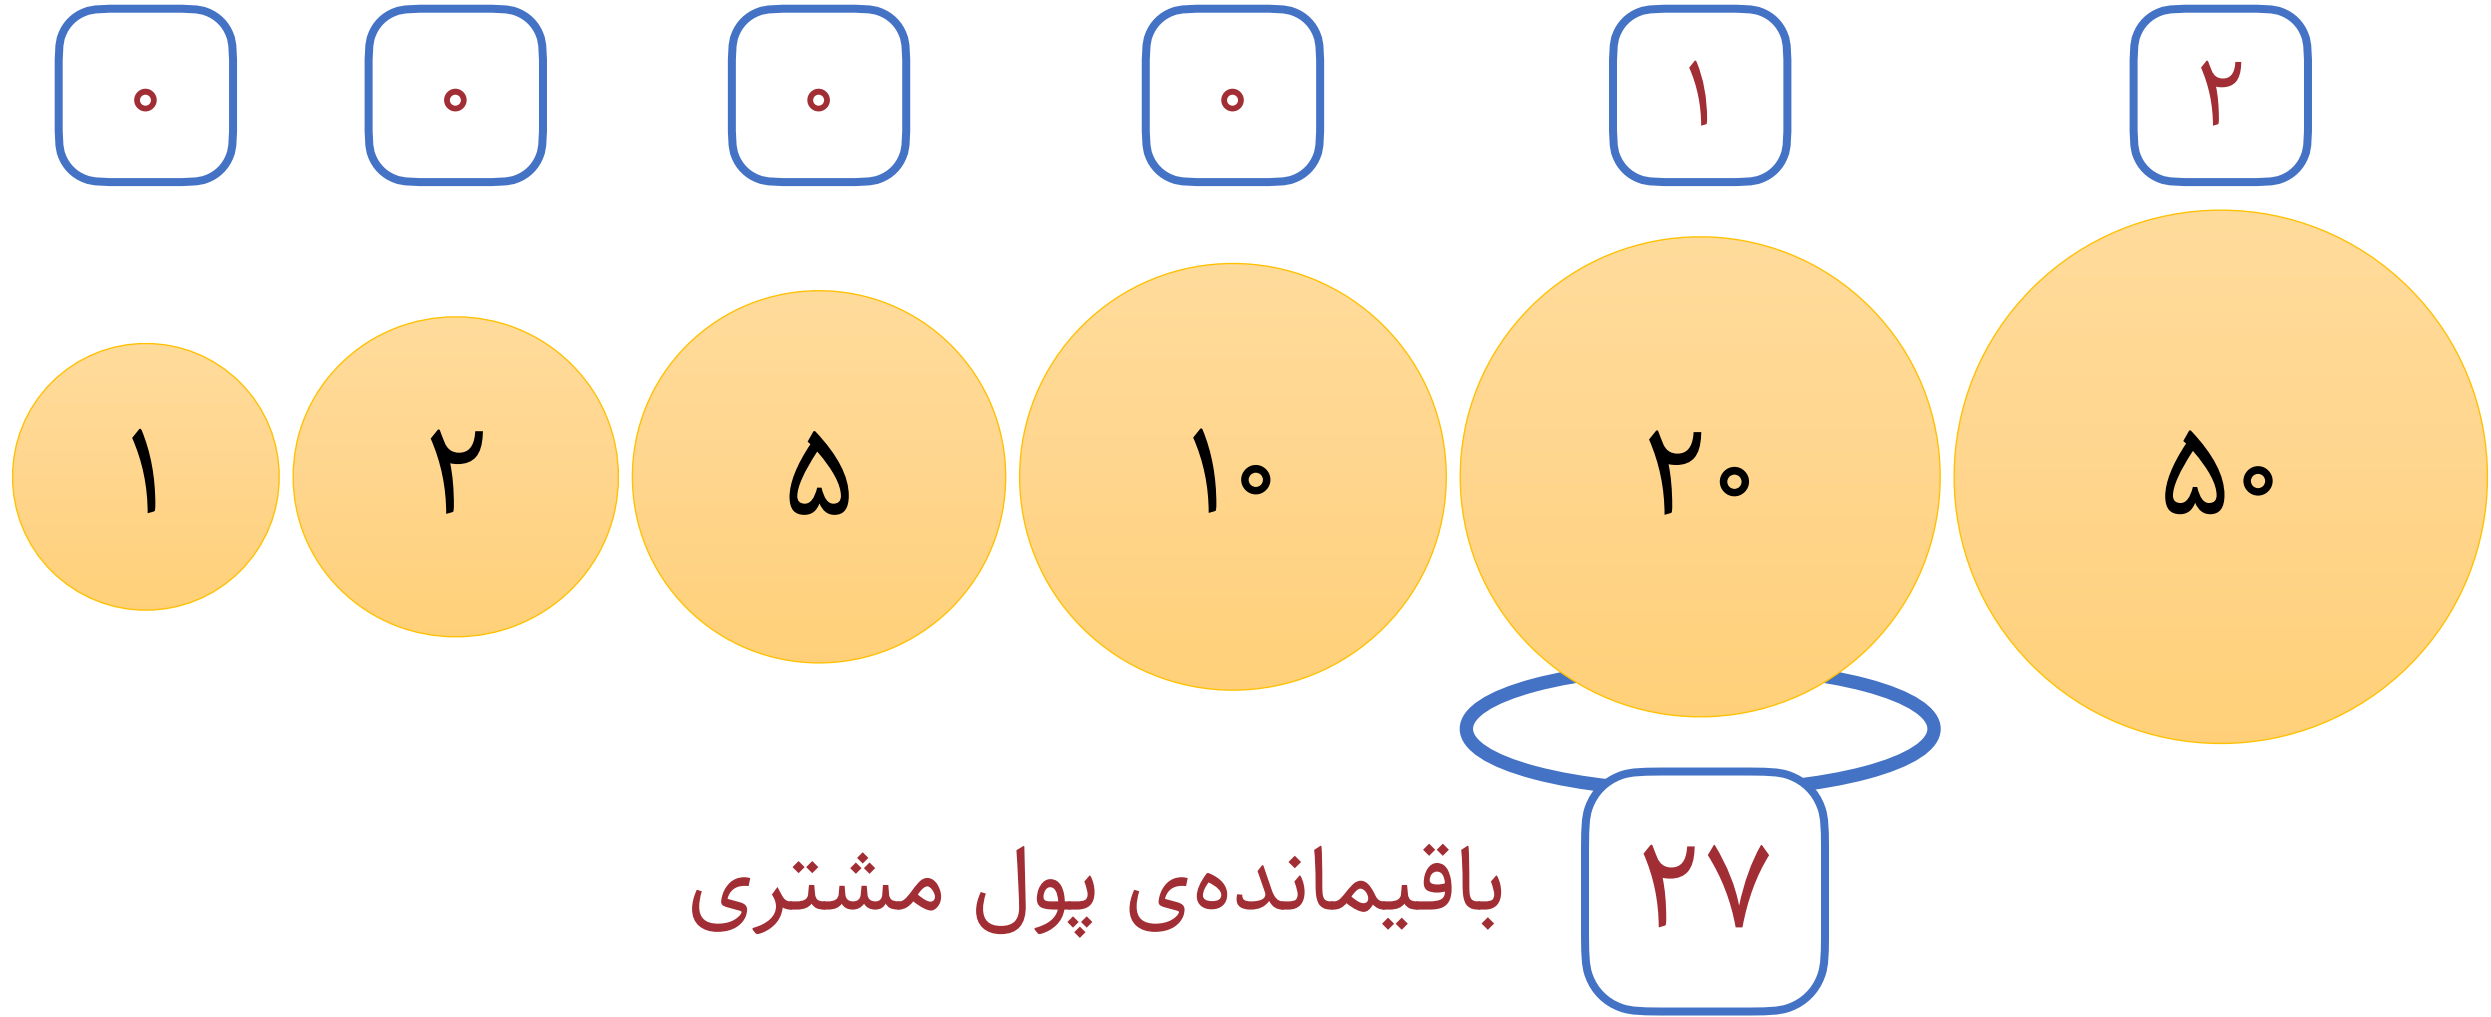 ۰ ۰ ۰ ۰ ۱ ۲
۱ ۲ ۵ ۱۰ ۲۰ ۵۰
۲۷
باقیمانده‌ی پول مشتری